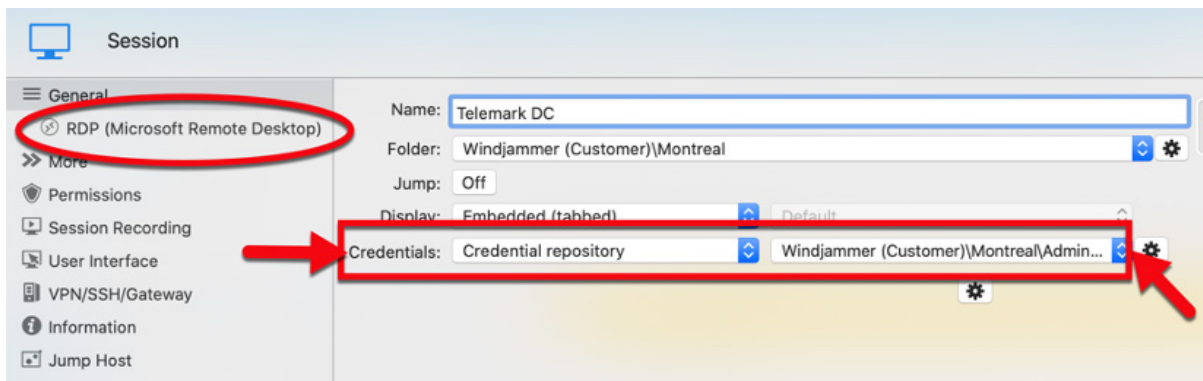 Session
General
RDP (Microsoft Remote Desktop)
More
Permissions
Session Recording
User Interface
VPN/SSH/Gateway
Information
Jump Host
Name: Telemark DC
Folder: Windjammer (Customer)\Montreal
Jump: Off
Display: Embedded (tabbed) Default
Credentials: Credential repository Windjammer (Customer)\Montreal\Admin...